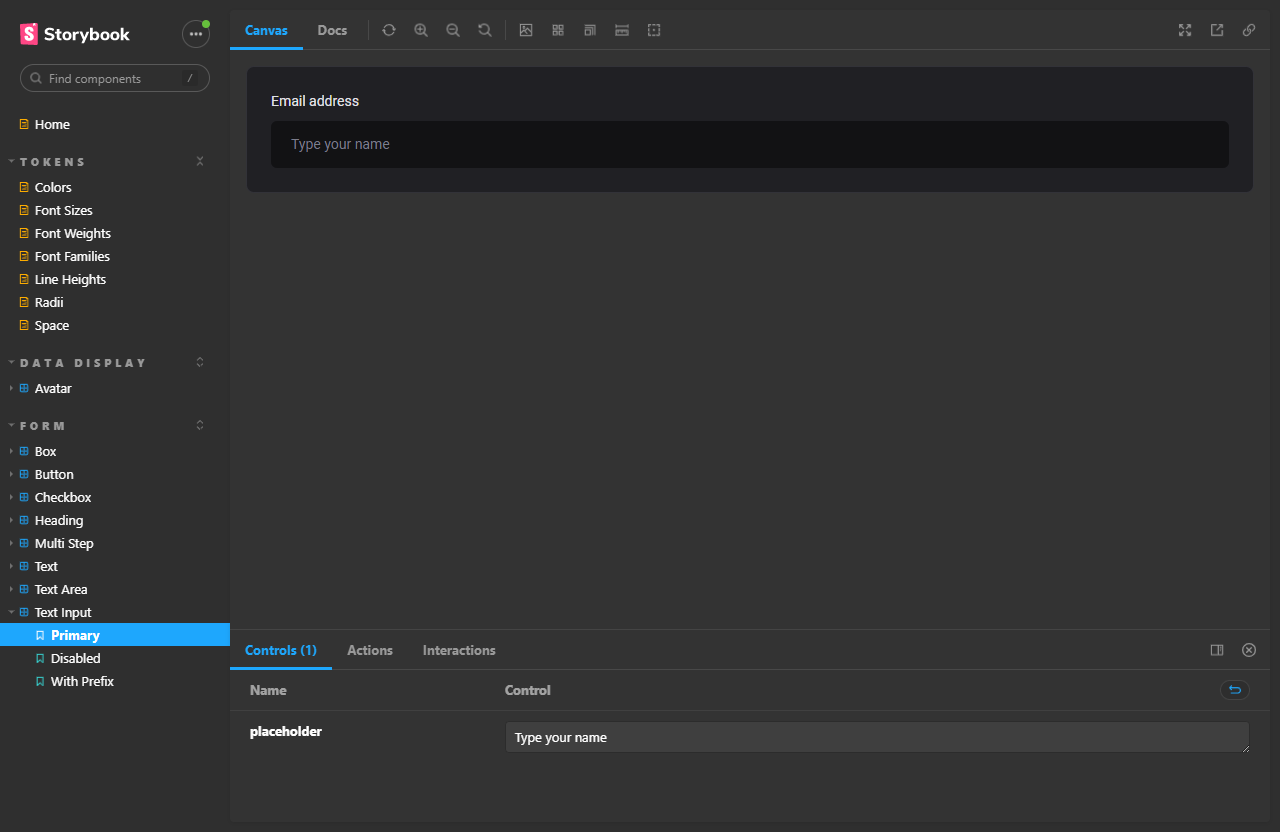 Storybook
Find components
/
Home
TOKENS
Colors
Font Sizes
Font Weights
Font Families
Line Heights
Radii
Space
DATA DISPLAY
Avatar
FORM
Box
Button
Checkbox
Heading
Multi Step
Text
Text Area
Text Input
Primary
Disabled
With Prefix
Canvas Docs
Email address
Type your name
Controls (1) Actions Interactions
Name Control
placeholder Type your name